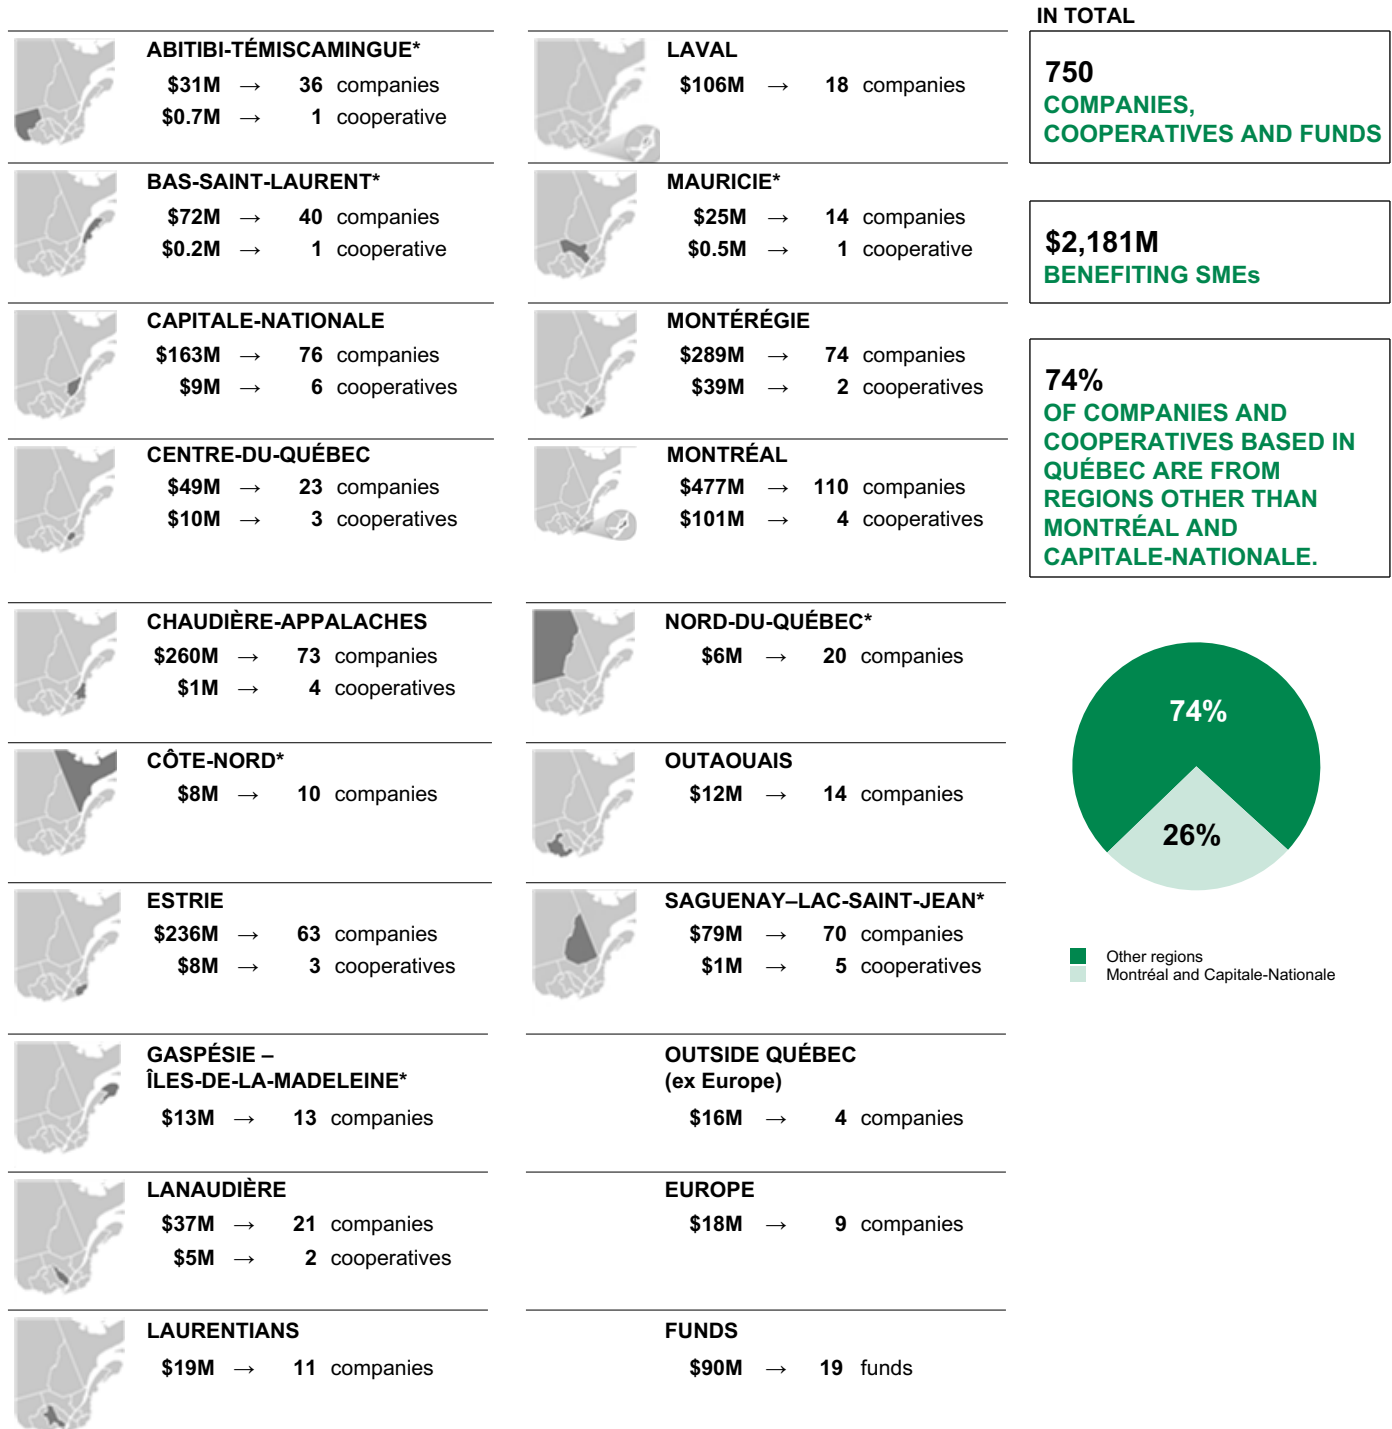 ABITIBI-TÉMISCAMINGUE*
$31M → 36 companies
$0.7M → 1 cooperative
BAS-SAINT-LAURENT*
$72M → 40 companies
$0.2M → 1 cooperative
CAPITALE-NATIONALE
$163M → 76 companies
$9M → 6 cooperatives
CENTRE-DU-QUÉBEC
$49M → 23 companies
$10M → 3 cooperatives
CHAUDIÈRE-APPALACHES
$260M → 73 companies
$1M → 4 cooperatives
CÔTE-NORD*
$8M → 10 companies
ESTRIE
$236M → 63 companies
$8M → 3 cooperatives
GASPÉSIE –
ÎLES-DE-LA-MADELEINE*
$13M → 13 companies
LANAUDIÈRE
$37M → 21 companies
$5M → 2 cooperatives
LAURENTIANS
$19M → 11 companies
LAVAL
$106M → 18 companies
MAURICIE*
$25M → 14 companies
$0.5M → 1 cooperative
MONTÉRÉGIE
$289M → 74 companies
$39M → 2 cooperatives
MONTRÉAL
$477M → 110 companies
$101M → 4 cooperatives
NORD-DU-QUÉBEC*
$6M → 20 companies
OUTAOUAIS
$12M → 14 companies
SAGUENAY–LAC-SAINT-JEAN*
$79M → 70 companies
$1M → 5 cooperatives
OUTSIDE QUÉBEC
(ex Europe)
$16M → 4 companies
EUROPE
$18M → 9 companies
FUNDS
$90M → 19 funds
IN TOTAL
750
COMPANIES,
COOPERATIVES AND FUNDS
$2,181M
BENEFITING SMEs
74%
OF COMPANIES AND
COOPERATIVES BASED IN
QUÉBEC ARE FROM
REGIONS OTHER THAN
MONTRÉAL AND
CAPITALE-NATIONALE.
74%
26%
Other regions
Montréal and Capitale-Nationale